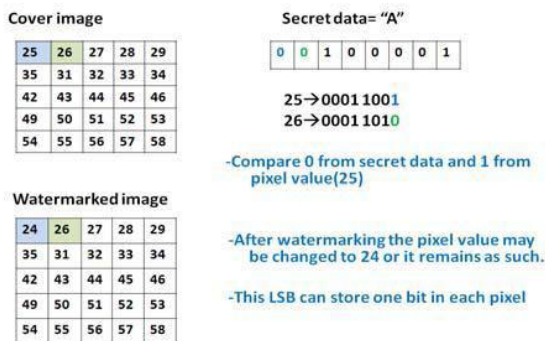 Cover image
25 26 27 28 29
35 31 32 33 34
42 43 44 45 46
49 50 51 52 53
54 55 56 57 58
Watermarked image
24 26 27 28 29
35 31 32 33 34
42 43 44 45 46
49 50 51 52 53
54 55 56 57 58
Secret data= “A”
0 0 1 0 0 0 0 1
25→00011001
26→00011010
-Compare 0 from secret data and 1 from
pixel value(25)
-After watermarking the pixel value may
be changed to 24 or it remains as such.
-This LSB can store one bit in each pixel